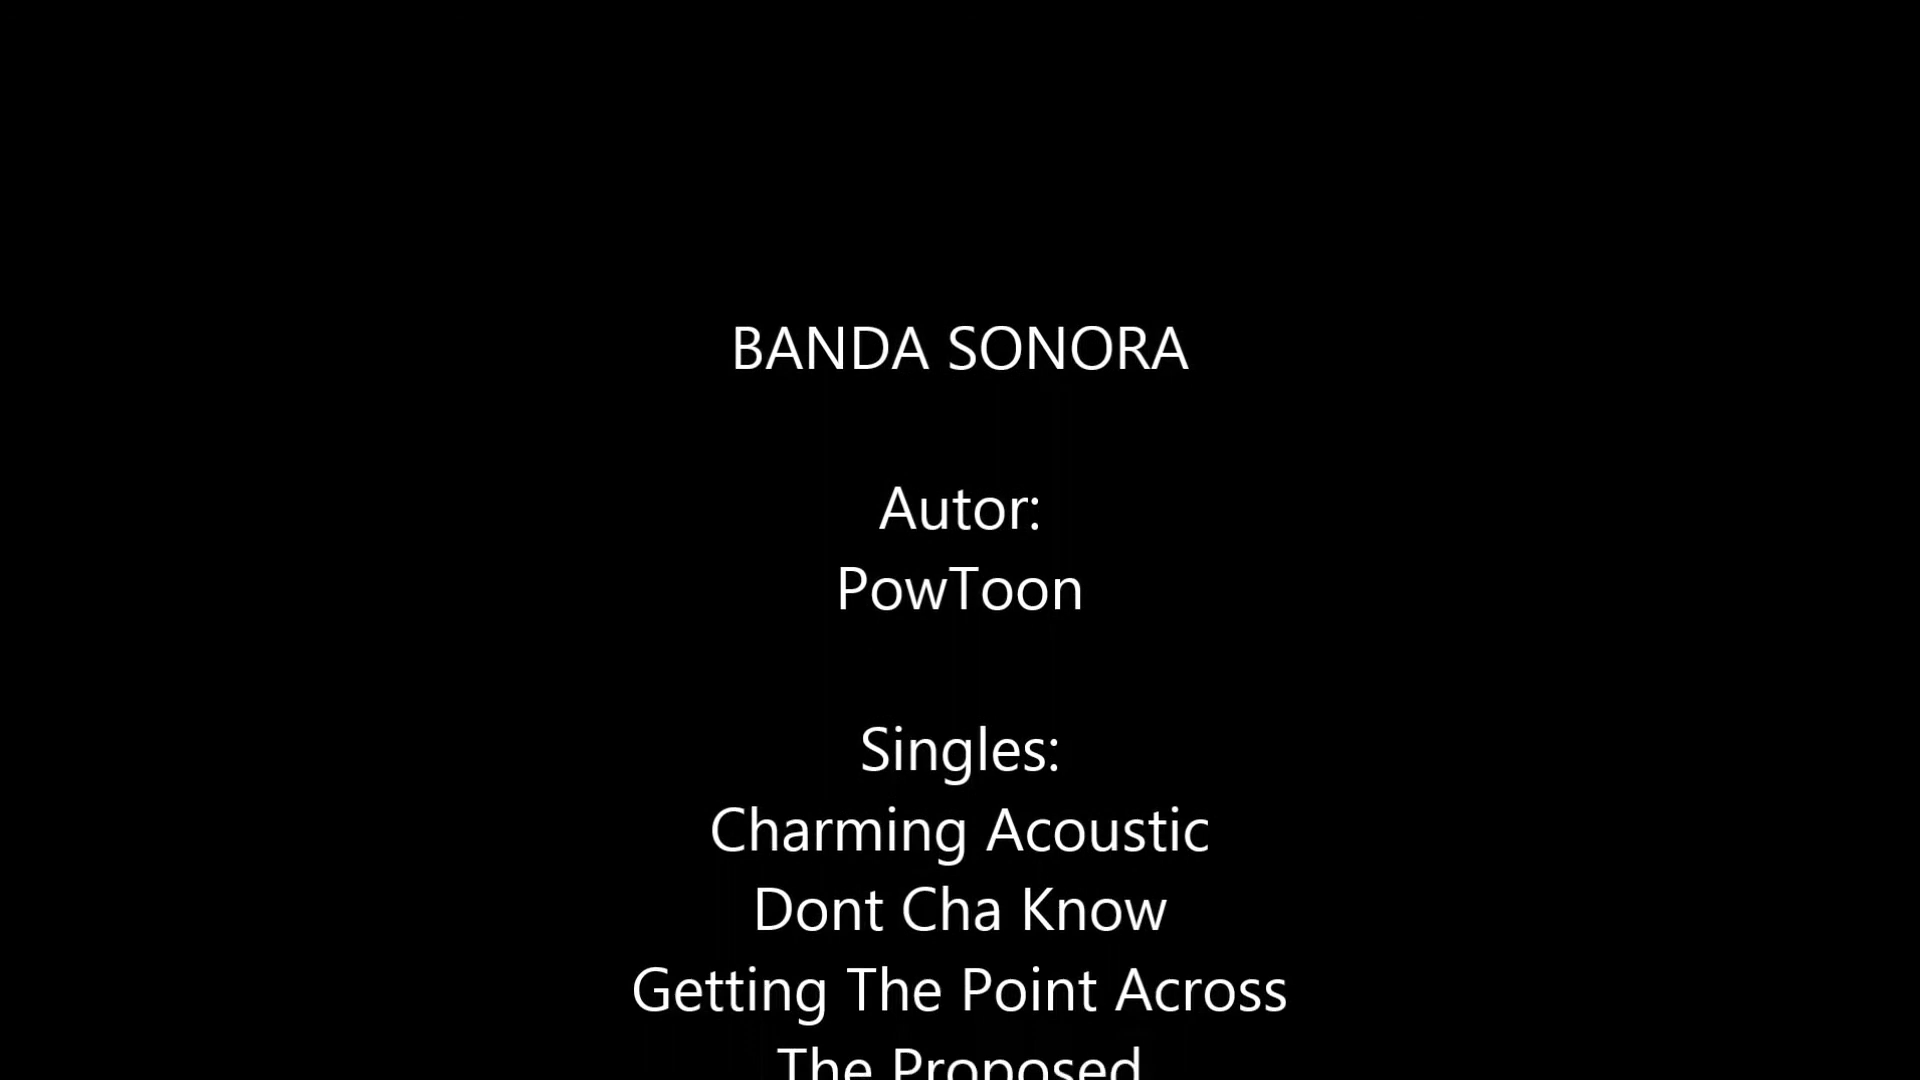 BANDA SONORA
Autor:
PowToon
Singles:
Charming Acoustic
Dont Cha Know
Getting The Point Across
The Proposed